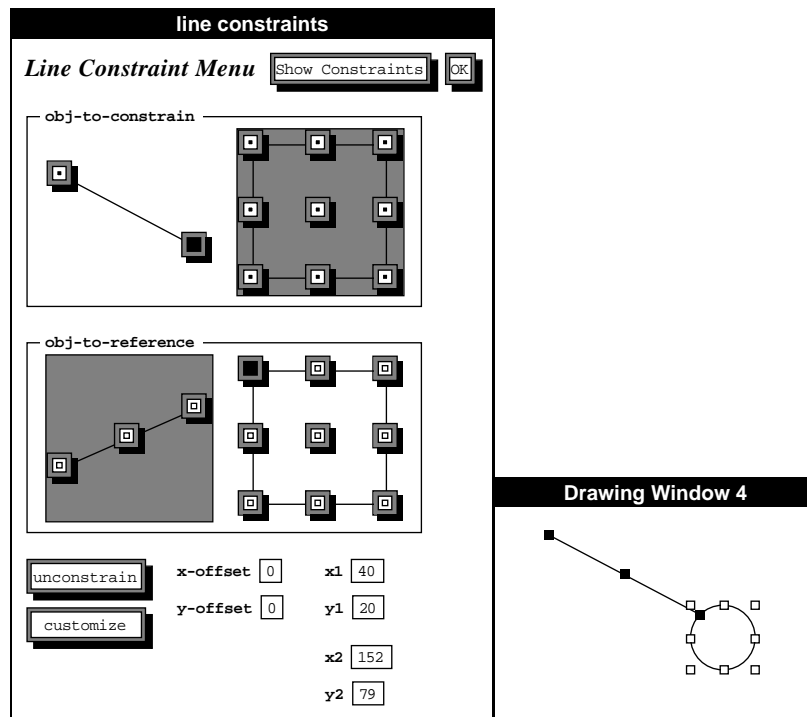 line constraints
Line Constraint Menu Show Constraints OK
obj-to-constrain
obj-to-reference
Drawing Window 4
unconstrain x-offset 0 x1 40
customize y-offset 0 y1 20
x2 152
y2 79